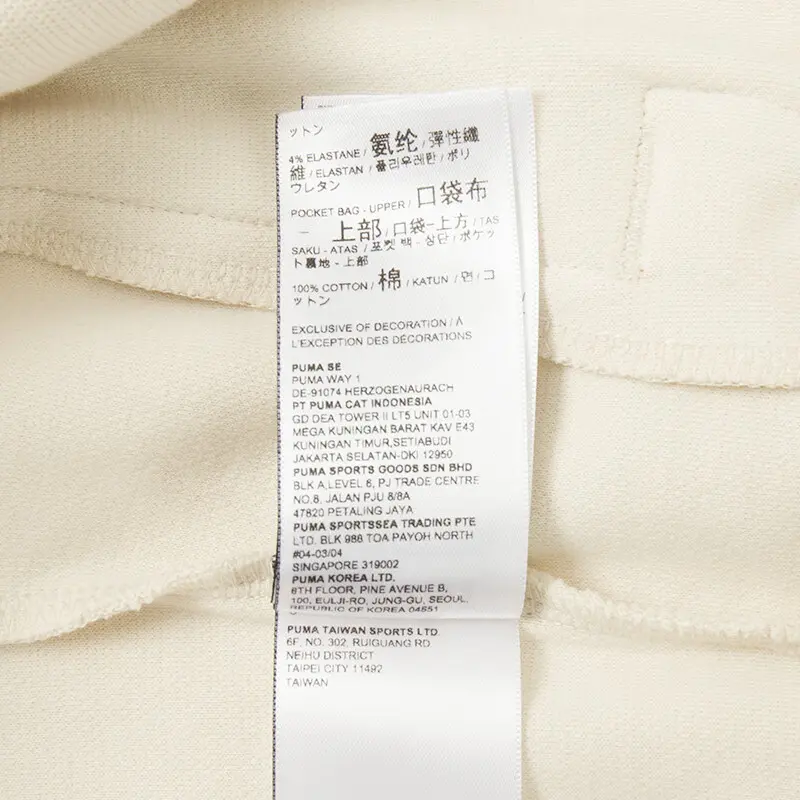 ットン
4% ELASTANE / 氨纶 / 彈性纖
維 / ELASTAN / 폴리우레탄 / ポリ
ウレタン
POCKET BAG - UPPER / 口袋布
- 上部 / 口袋-上方 / TAS
SAKU - ATAS / 포켓 백 - 상단 / ポケッ
ト裏地 - 上部
100% COTTON / 棉 / KATUN / 면 / コ
ットン
EXCLUSIVE OF DECORATION / À
L'EXCEPTION DES DÉCORATIONS
PUMA SE
PUMA WAY 1
DE-91074 HERZOGENAURACH
PT PUMA CAT INDONESIA
GD DEA TOWER II LT5 UNIT 01-03
MEGA KUNINGAN BARAT KAV E43
KUNINGAN TIMUR,SETIABUDI
JAKARTA SELATAN-DKI 12950
PUMA SPORTS GOODS SDN BHD
BLK A,LEVEL 6, PJ TRADE CENTRE
NO.8, JALAN PJU 8/8A
47820 PETALING JAYA
PUMA SPORTSSEA TRADING PTE
LTD. BLK 988 TOA PAYOH NORTH
#04-03/04
SINGAPORE 319002
PUMA KOREA LTD.
8TH FLOOR, PINE AVENUE B,
100, EULJI-RO, JUNG-GU, SEOUL,
REPUBLIC OF KOREA 04551
PUMA TAIWAN SPORTS LTD.
6F, NO. 302, RUIGUANG RD
NEIHU DISTRICT
TAIPEI CITY 11492
TAIWAN